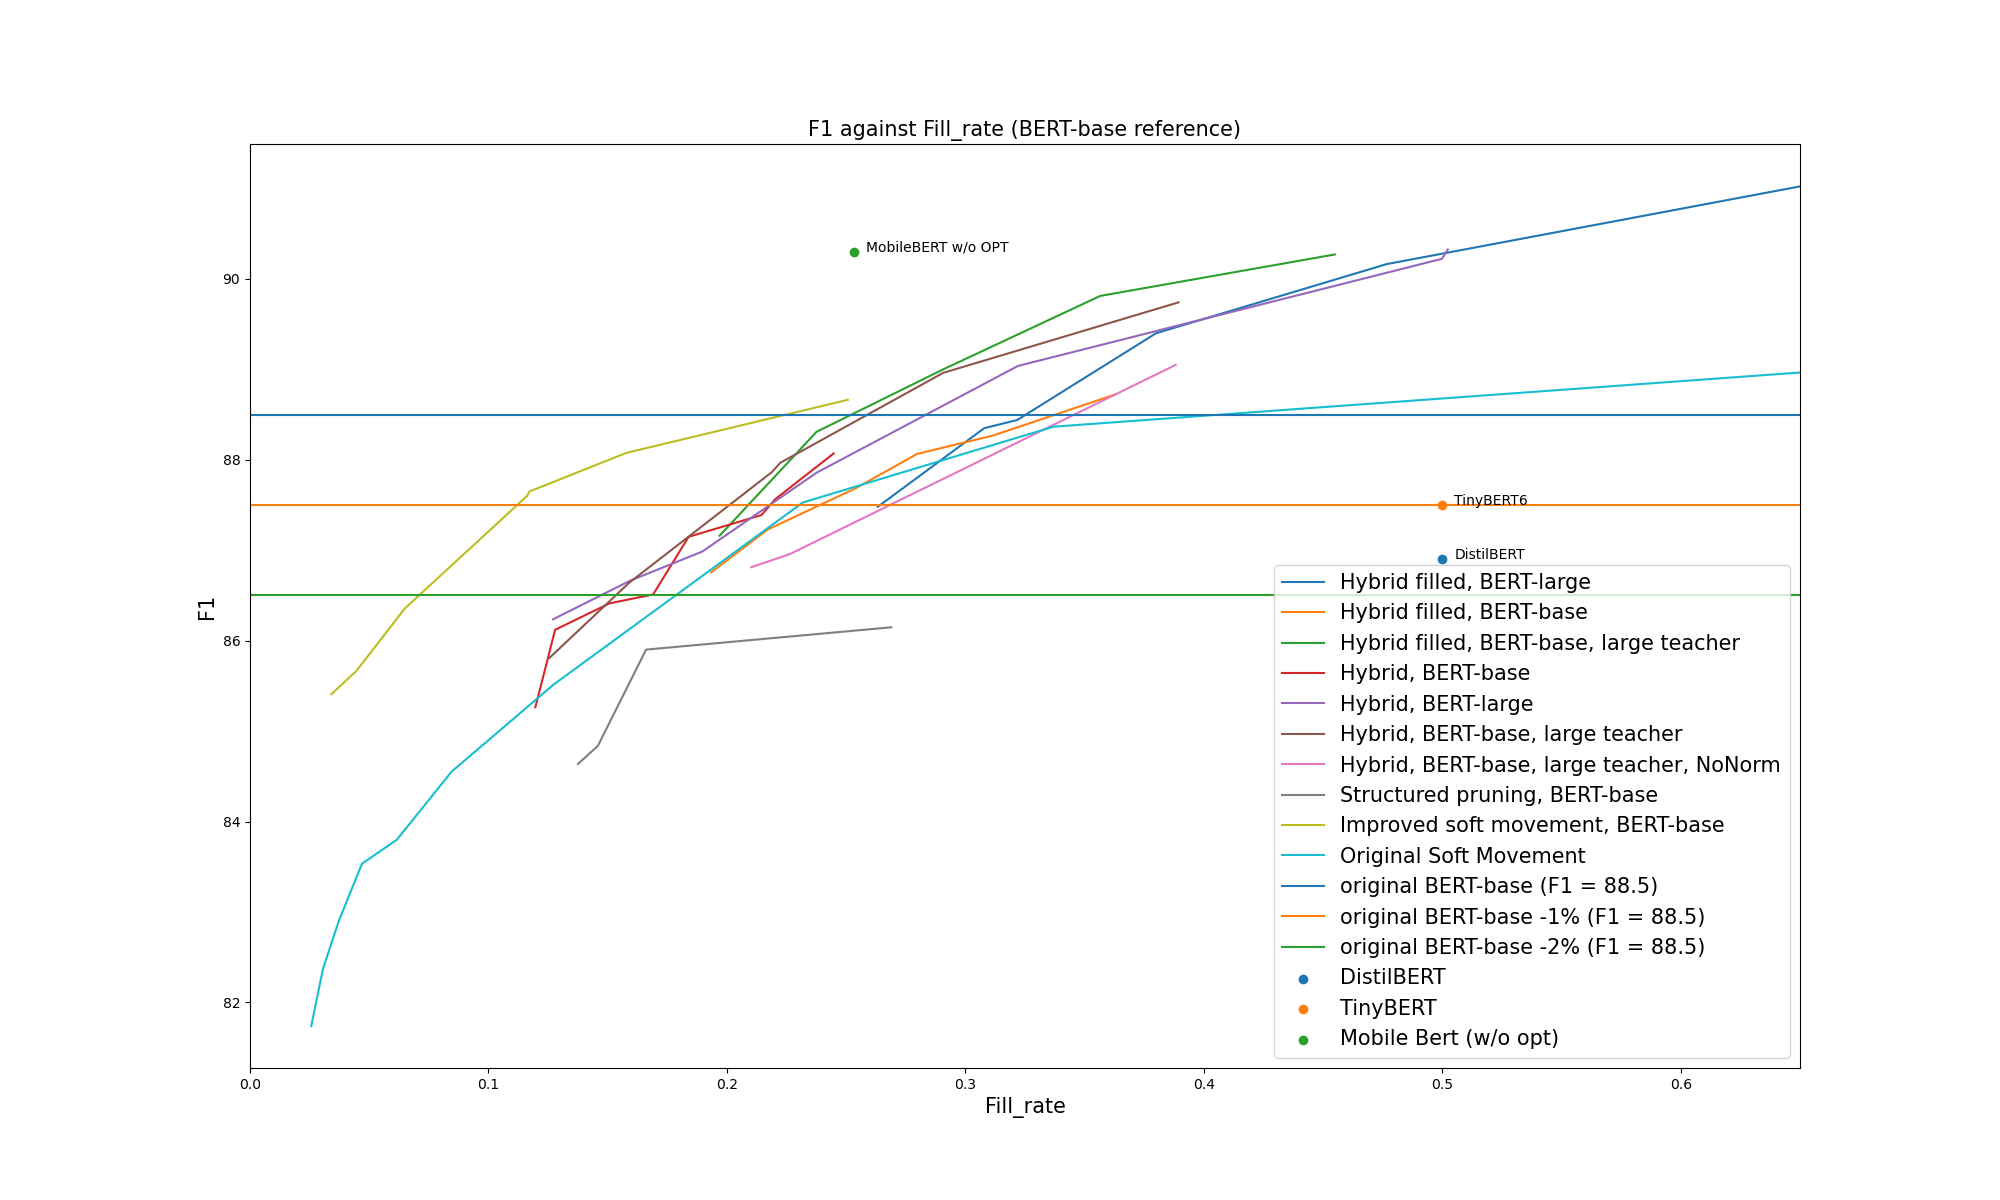 F1 against Fill_rate (BERT-base reference)
MobileBERT w/o OPT
90
88
86
84
82
F1
TinyBERT6
DistilBERT
Hybrid filled, BERT-large
Hybrid filled, BERT-base
Hybrid filled, BERT-base, large teacher
Hybrid, BERT-base
Hybrid, BERT-large
Hybrid, BERT-base, large teacher
Hybrid, BERT-base, large teacher, NoNorm
Structured pruning, BERT-base
Improved soft movement, BERT-base
Original Soft Movement
original BERT-base (F1 = 88.5)
original BERT-base -1% (F1 = 88.5)
original BERT-base -2% (F1 = 88.5)
DistilBERT
TinyBERT
Mobile Bert (w/o opt)
0.0 0.1 0.2 0.3 0.4 0.5 0.6
Fill_rate